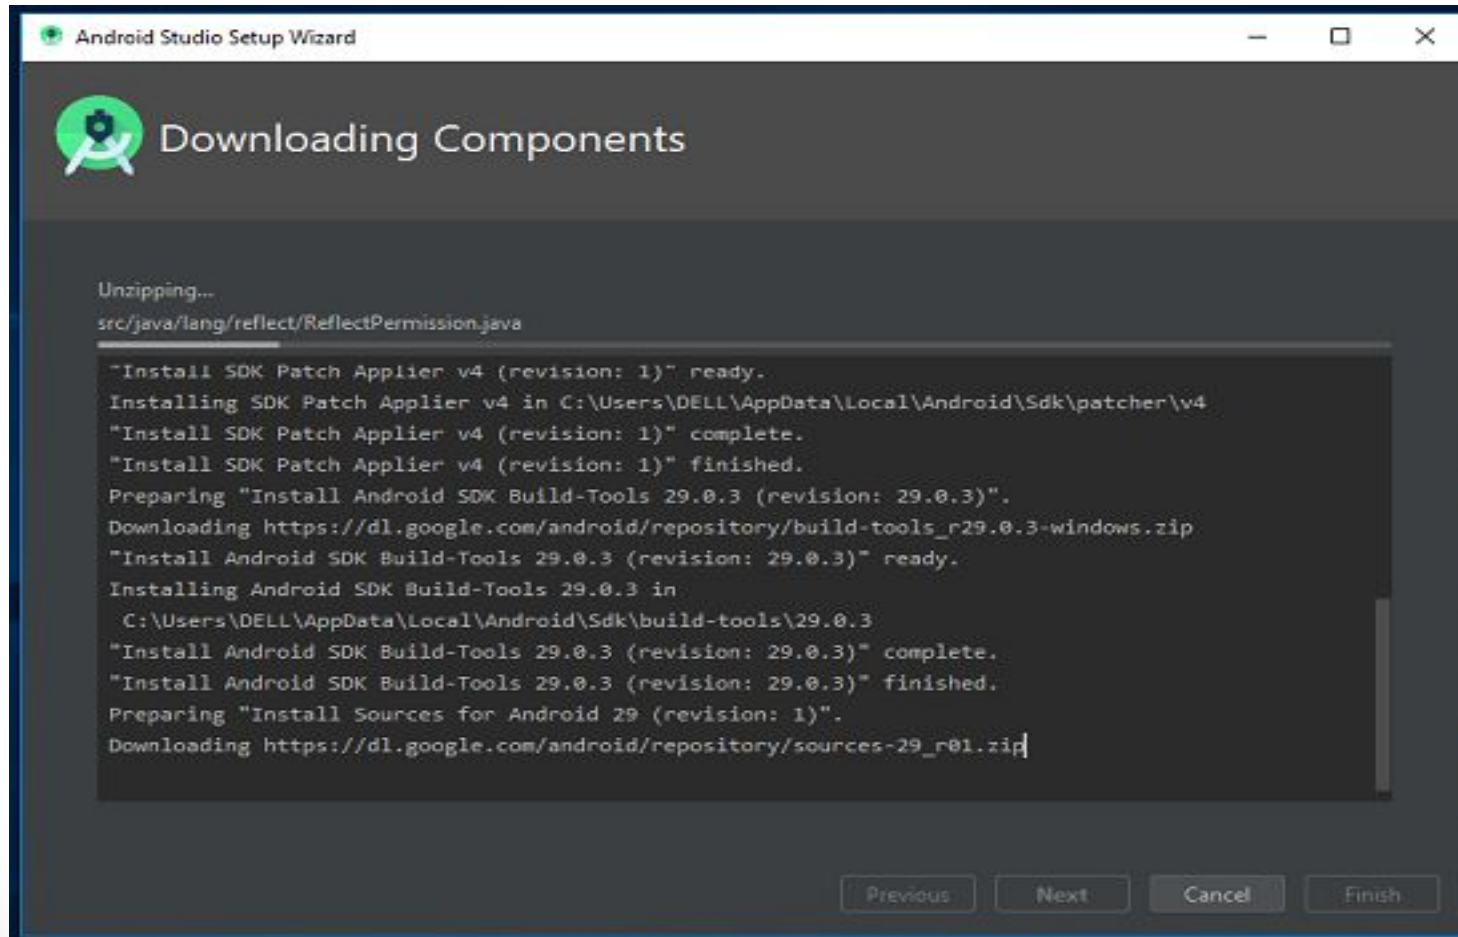 Android Studio Setup Wizard
Downloading Components
Unzipping...
src/java/lang/reflect/ReflectPermission.java
"Install SDK Patch Applier v4 (revision: 1)" ready.
Installing SDK Patch Applier v4 in C:\Users\DELL\AppData\Local\Android\Sdk\patcher\v4
"Install SDK Patch Applier v4 (revision: 1)" complete.
"Install SDK Patch Applier v4 (revision: 1)" finished.
Preparing "Install Android SDK Build-Tools 29.0.3 (revision: 29.0.3)".
Downloading https://dl.google.com/android/repository/build-tools_r29.0.3-windows.zip
"Install Android SDK Build-Tools 29.0.3 (revision: 29.0.3)" ready.
Installing Android SDK Build-Tools 29.0.3 in
C:\Users\DELL\AppData\Local\Android\Sdk\build-tools\29.0.3
"Install Android SDK Build-Tools 29.0.3 (revision: 29.0.3)" complete.
"Install Android SDK Build-Tools 29.0.3 (revision: 29.0.3)" finished.
Preparing "Install Sources for Android 29 (revision: 1)".
Downloading https://dl.google.com/android/repository/sources-29_r01.zip
Previous Next Cancel Finish